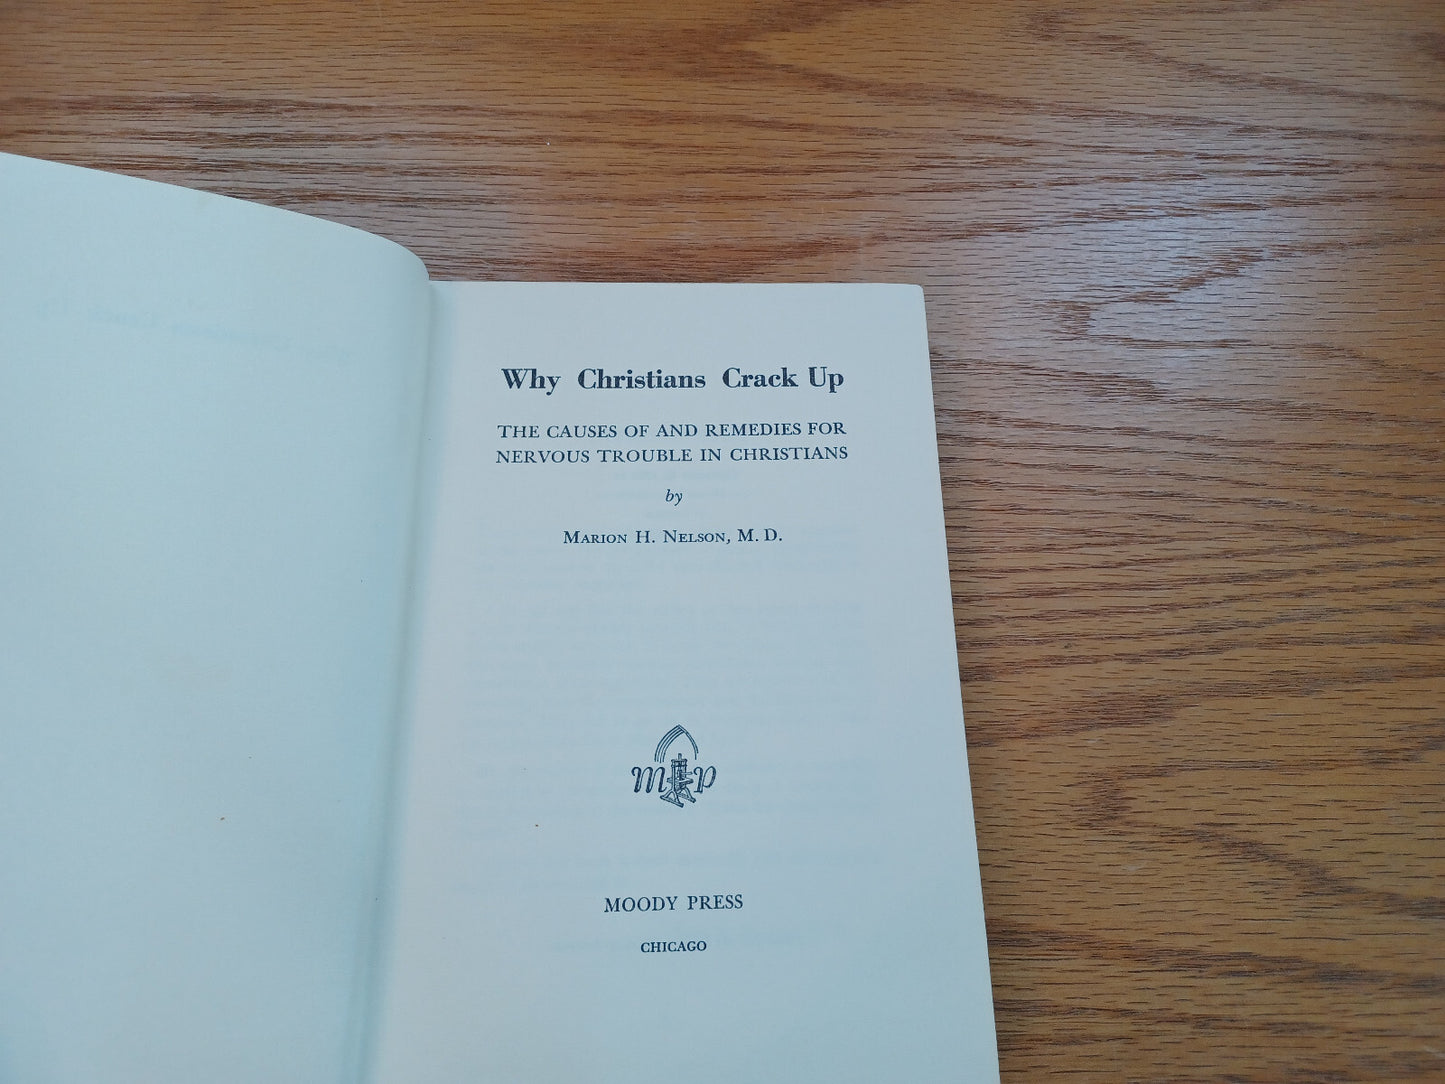 Why Christians Crack Up
THE CAUSES OF AND REMEDIES FOR
NERVOUS TROUBLE IN CHRISTIANS
by
MARION H. NELSON, M. D.
m p
MOODY PRESS
CHICAGO